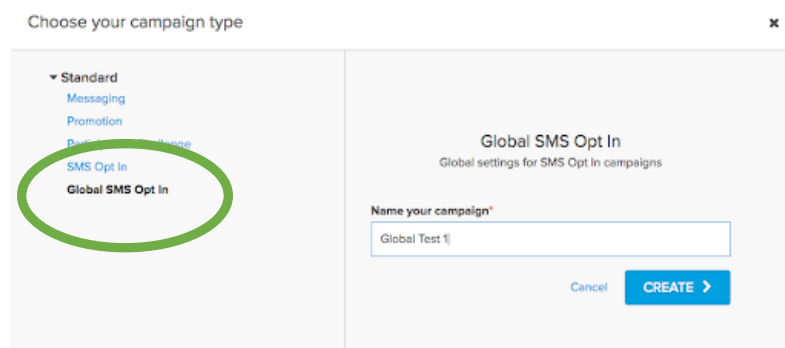 Choose your campaign type
×
Standard
Messaging
Promotion
SMS Opt In
Global SMS Opt In
Global SMS Opt In
Global settings for SMS Opt In campaigns
Name your campaign*
Global Test 1
Cancel
CREATE